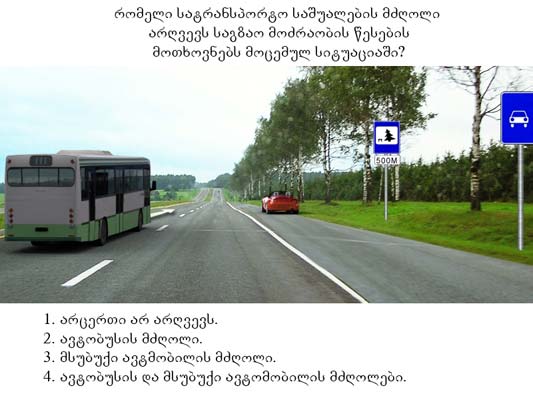 რომელი სატრანსპორტო საშუალების მძღოლი
არღვევს საგზაო მოძრაობის წესების
მოთხოვნებს მოცემულ სიტუაციაში?
500M
1. არცერთი არ არღვევს.
2. ავტობუსის მძღოლი.
3. მსუბუქი ავტმობილის მძღოლი.
4. ავტობუსის და მსუბუქი ავტომობილის მძღოლები.